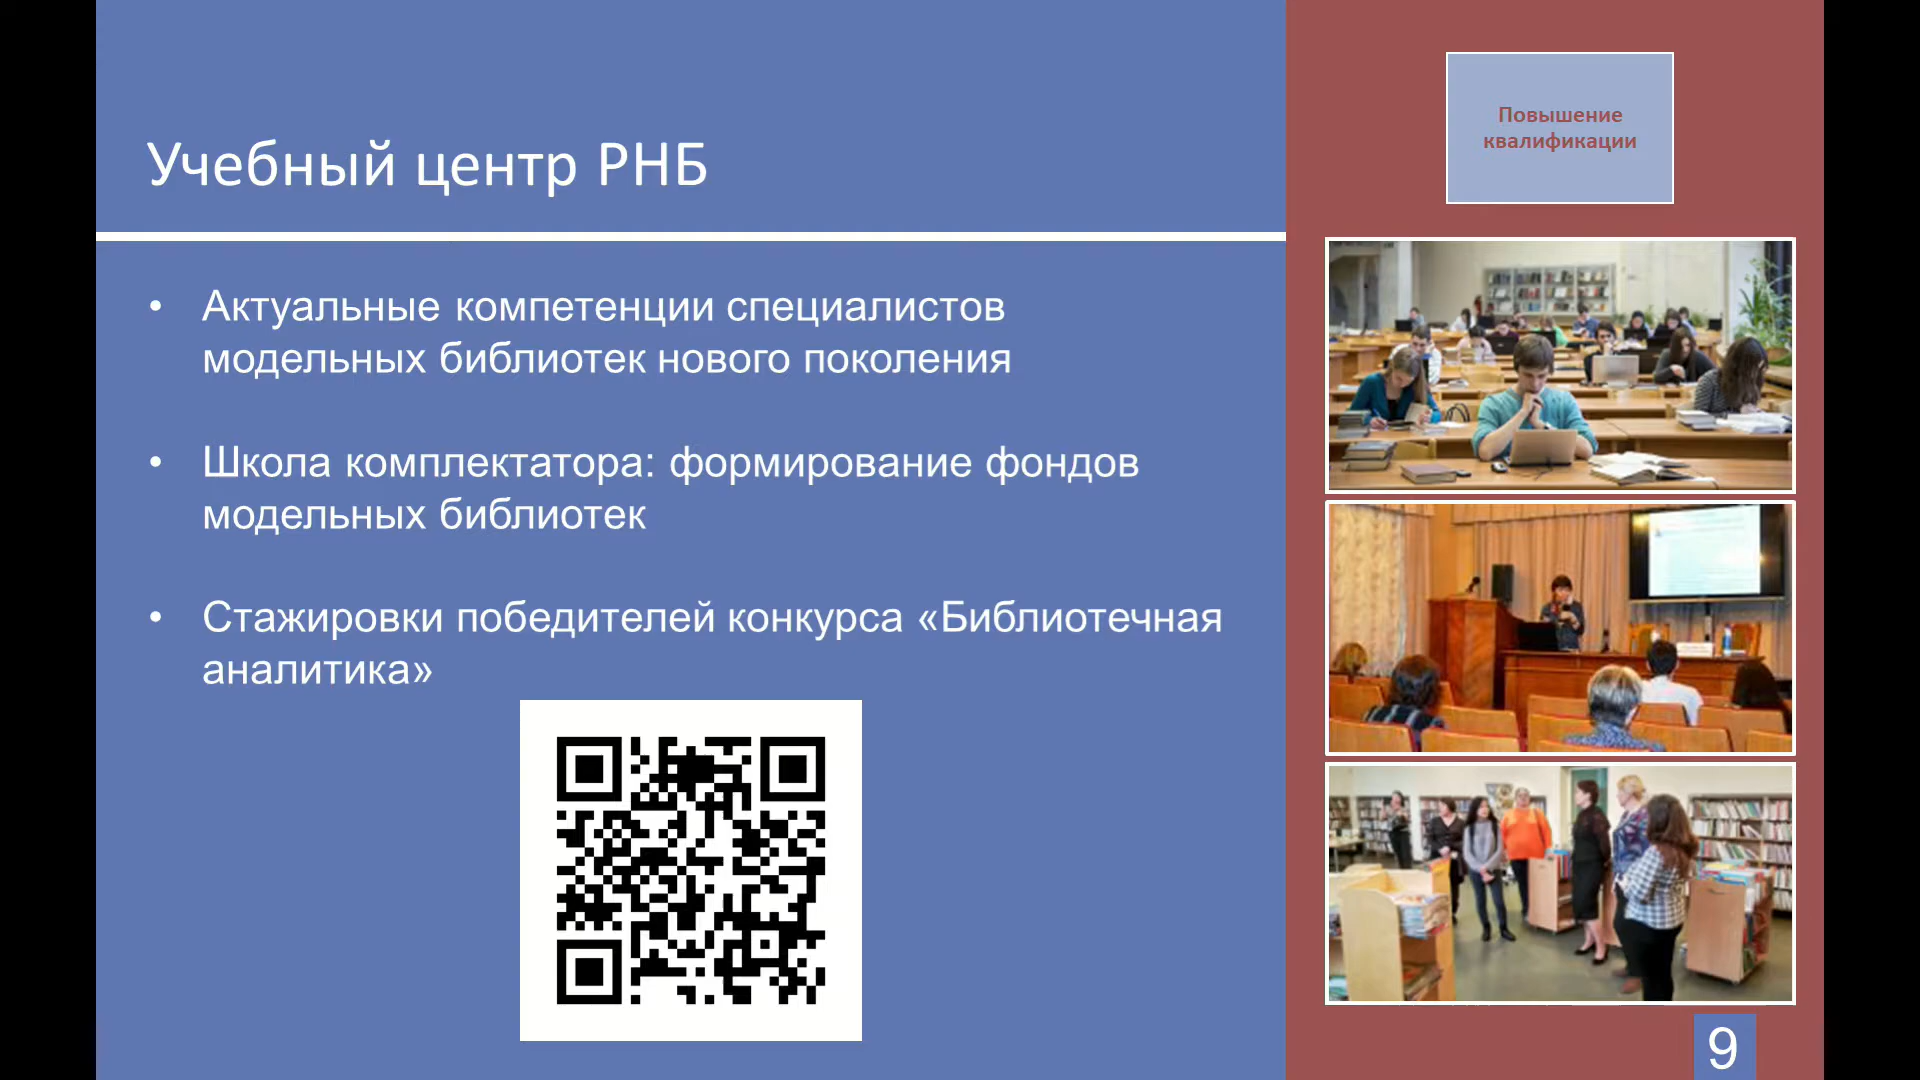 Учебный центр РНБ
• Актуальные компетенции специалистов
модельных библиотек нового поколения
• Школа комплектатора: формирование фондов
модельных библиотек
• Стажировки победителей конкурса «Библиотечная
аналитика»
Повышение
квалификации
9